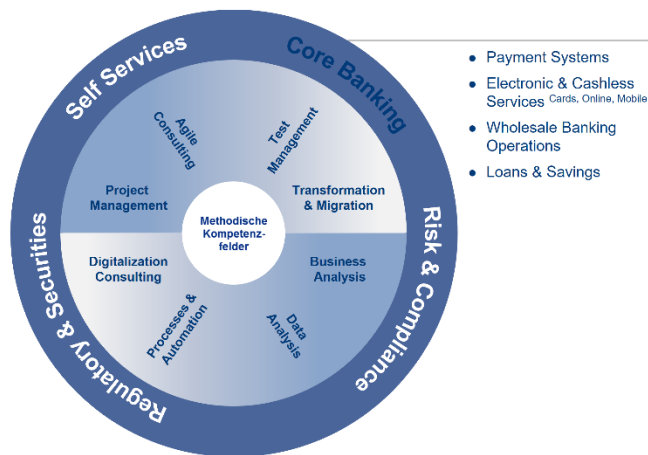 Self Services
Core Banking
Risk & Compliance
Regulatory & Securities
Agile
Consulting
Test
Management
Project
Management
Transformation
& Migration
Methodische
Kompetenz-
felder
Digitalization
Consulting
Business
Analysis
Processes &
Automation
Data
Analysis
• Payment Systems
• Electronic & Cashless
Services Cards, Online, Mobile
• Wholesale Banking
Operations
• Loans & Savings